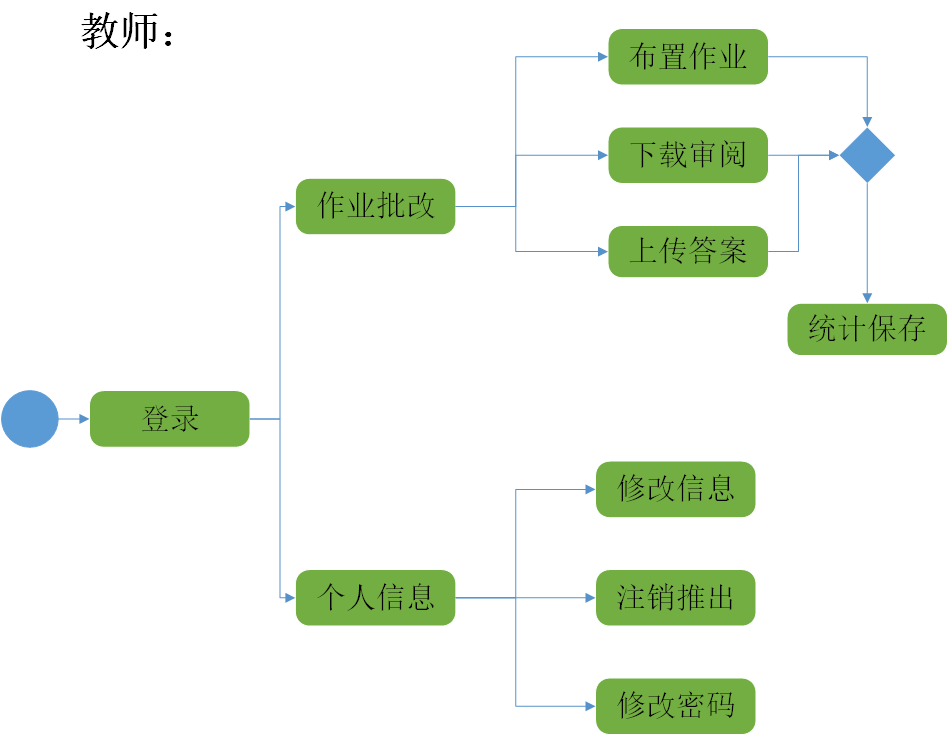 教师：
布置作业
下载审阅
作业批改
上传答案
统计保存
登录
修改信息
个人信息
注销推出
修改密码